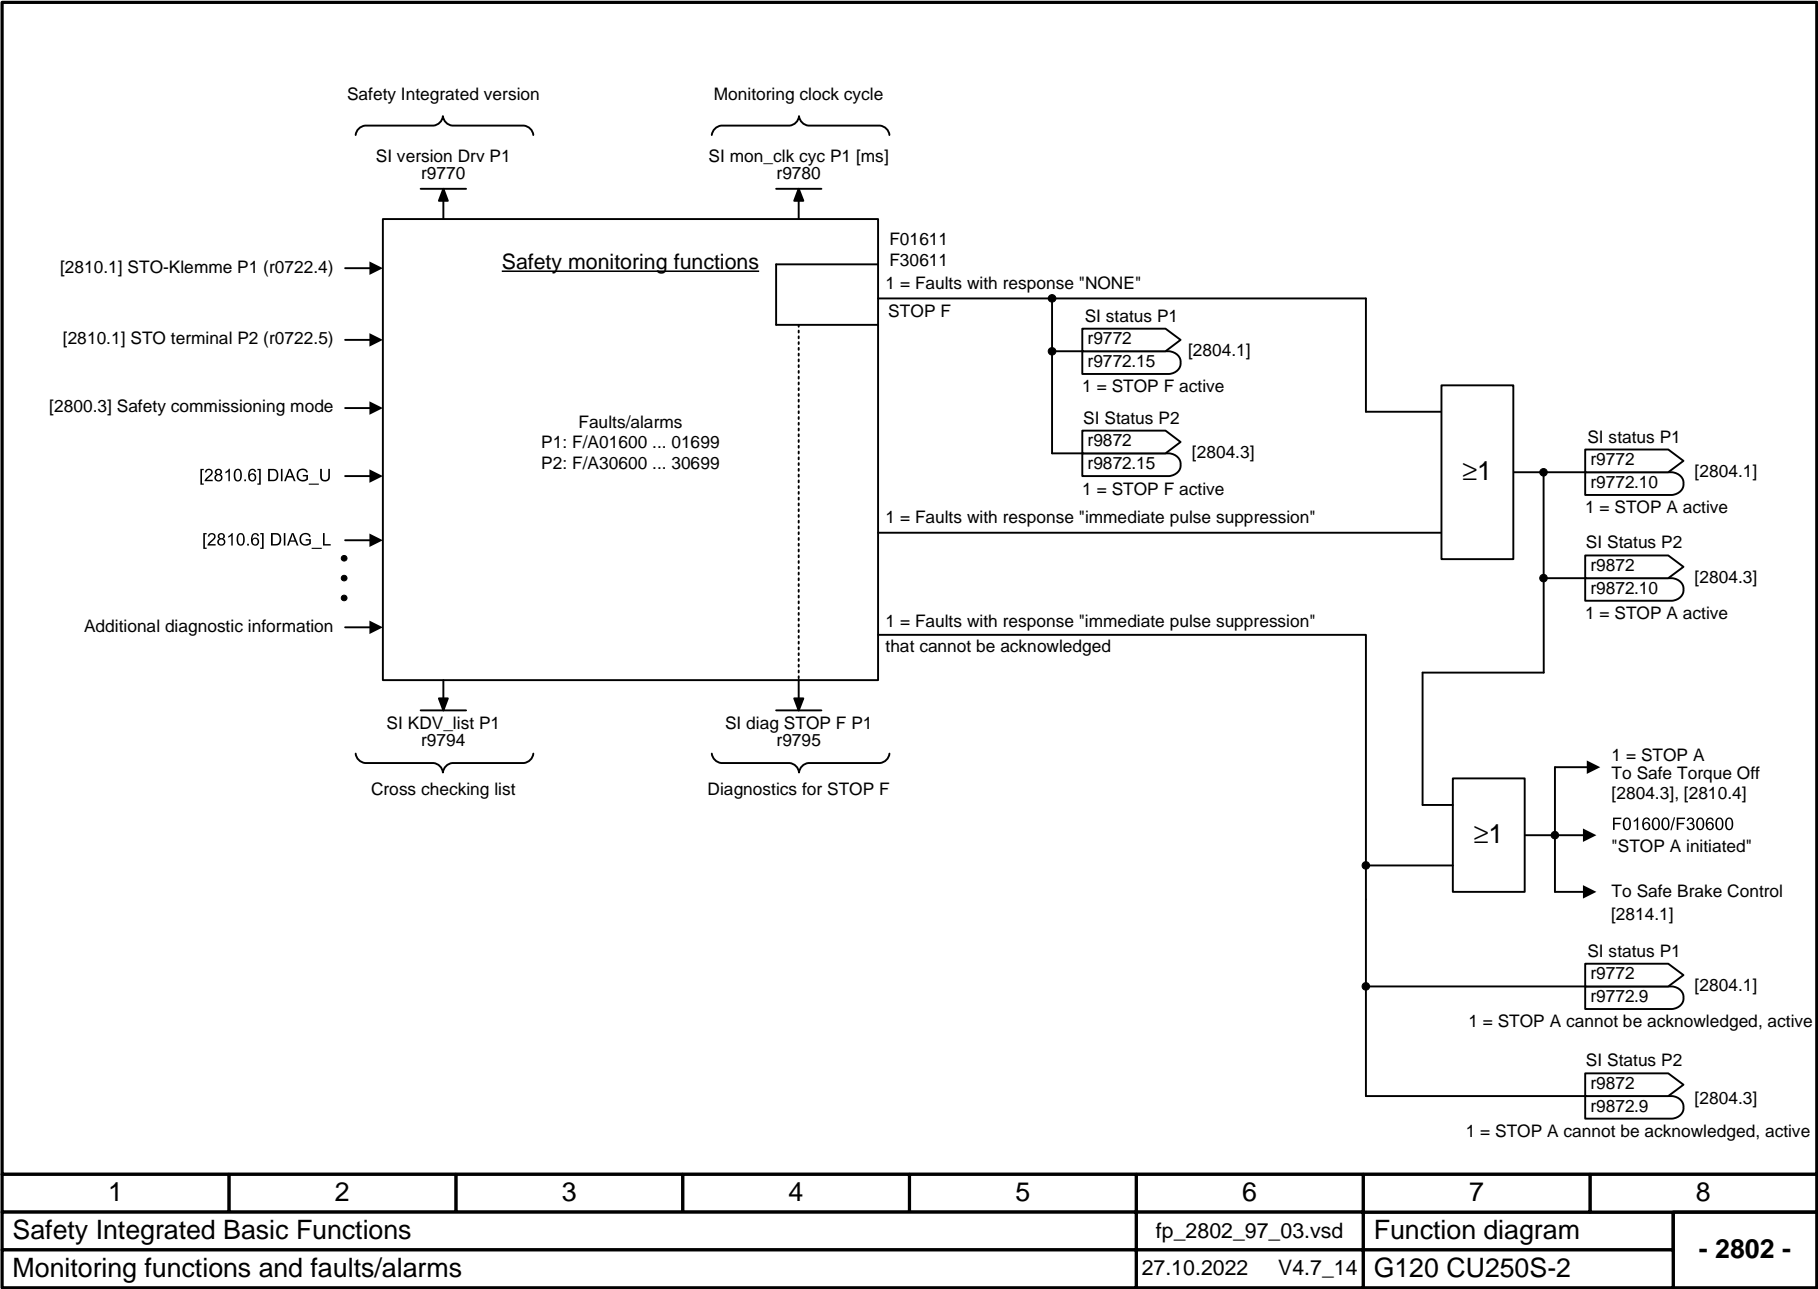 Safety Integrated version
Monitoring clock cycle
SI version Drv P1
r9770
SI mon_clk cyc P1 [ms]
r9780
[2810.1] STO-Klemme P1 (r0722.4)
[2810.1] STO terminal P2 (r0722.5)
[2800.3] Safety commissioning mode
[2810.6] DIAG_U
[2810.6] DIAG_L
Additional diagnostic information
Safety monitoring functions
Faults/alarms
P1: F/A01600 ... 01699
P2: F/A30600 ... 30699
SI KDV_list P1
r9794
Cross checking list
SI diag STOP F P1
r9795
Diagnostics for STOP F
F01611
F30611
1 = Faults with response "NONE"
STOP F
SI status P1
r9772
r9772.15
[2804.1]
1 = STOP F active
SI Status P2
r9872
r9872.15
[2804.3]
1 = STOP F active
1 = Faults with response "immediate pulse suppression"
1 = Faults with response "immediate pulse suppression"
that cannot be acknowledged
≥1
SI status P1
r9772
r9772.10
[2804.1]
1 = STOP A active
SI Status P2
r9872
r9872.10
[2804.3]
1 = STOP A active
≥1
1 = STOP A
To Safe Torque Off
[2804.3], [2810.4]
F01600/F30600
"STOP A initiated"
To Safe Brake Control
[2814.1]
SI status P1
r9772
r9772.9
[2804.1]
1 = STOP A cannot be acknowledged, active
SI Status P2
r9872
r9872.9
[2804.3]
1 = STOP A cannot be acknowledged, active
1 2 3 4 5 6 7 8
Safety Integrated Basic Functions
fp_2802_97_03.vsd
Function diagram
- 2802 -
Monitoring functions and faults/alarms
27.10.2022 V4.7_14
G120 CU250S-2